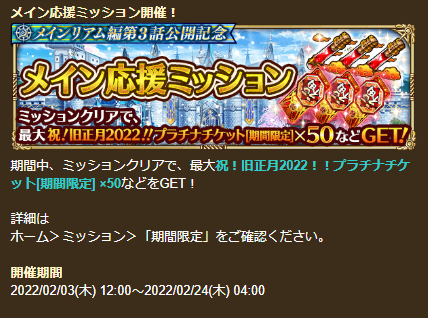 メイン応援ミッション開催！
メインリアム編第3話公開記念
メイン応援ミッション
ミッションクリアで、
最大祝！旧正月2022！！プラチナチケット[期間限定]×50などGET!
期間中、ミッションクリアで、最大祝！旧正月2022！！プラチナチケ
ット[期間限定] ×50などをGET！
詳細は
ホーム＞ミッション＞「期間限定」をご確認ください。
開催期間
2022/02/03(木) 12:00～2022/02/24(木) 04:00